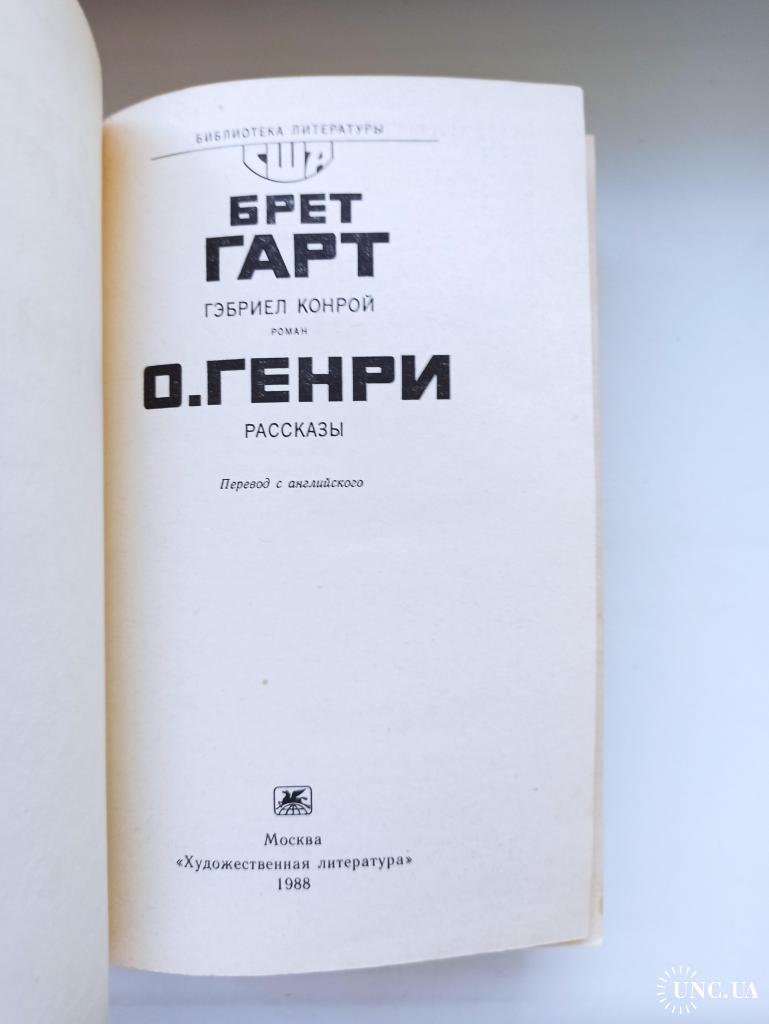 БИБЛИОТЕКА ЛИТЕРАТУРЫ
США
БРЕТ
ГАРТ
ГЭБРИЕЛ КОНРОЙ
РОМАН
О.ГЕНРИ
РАССКАЗЫ
Перевод с английского
Москва
«Художественная литература»
1988
UNC.UA